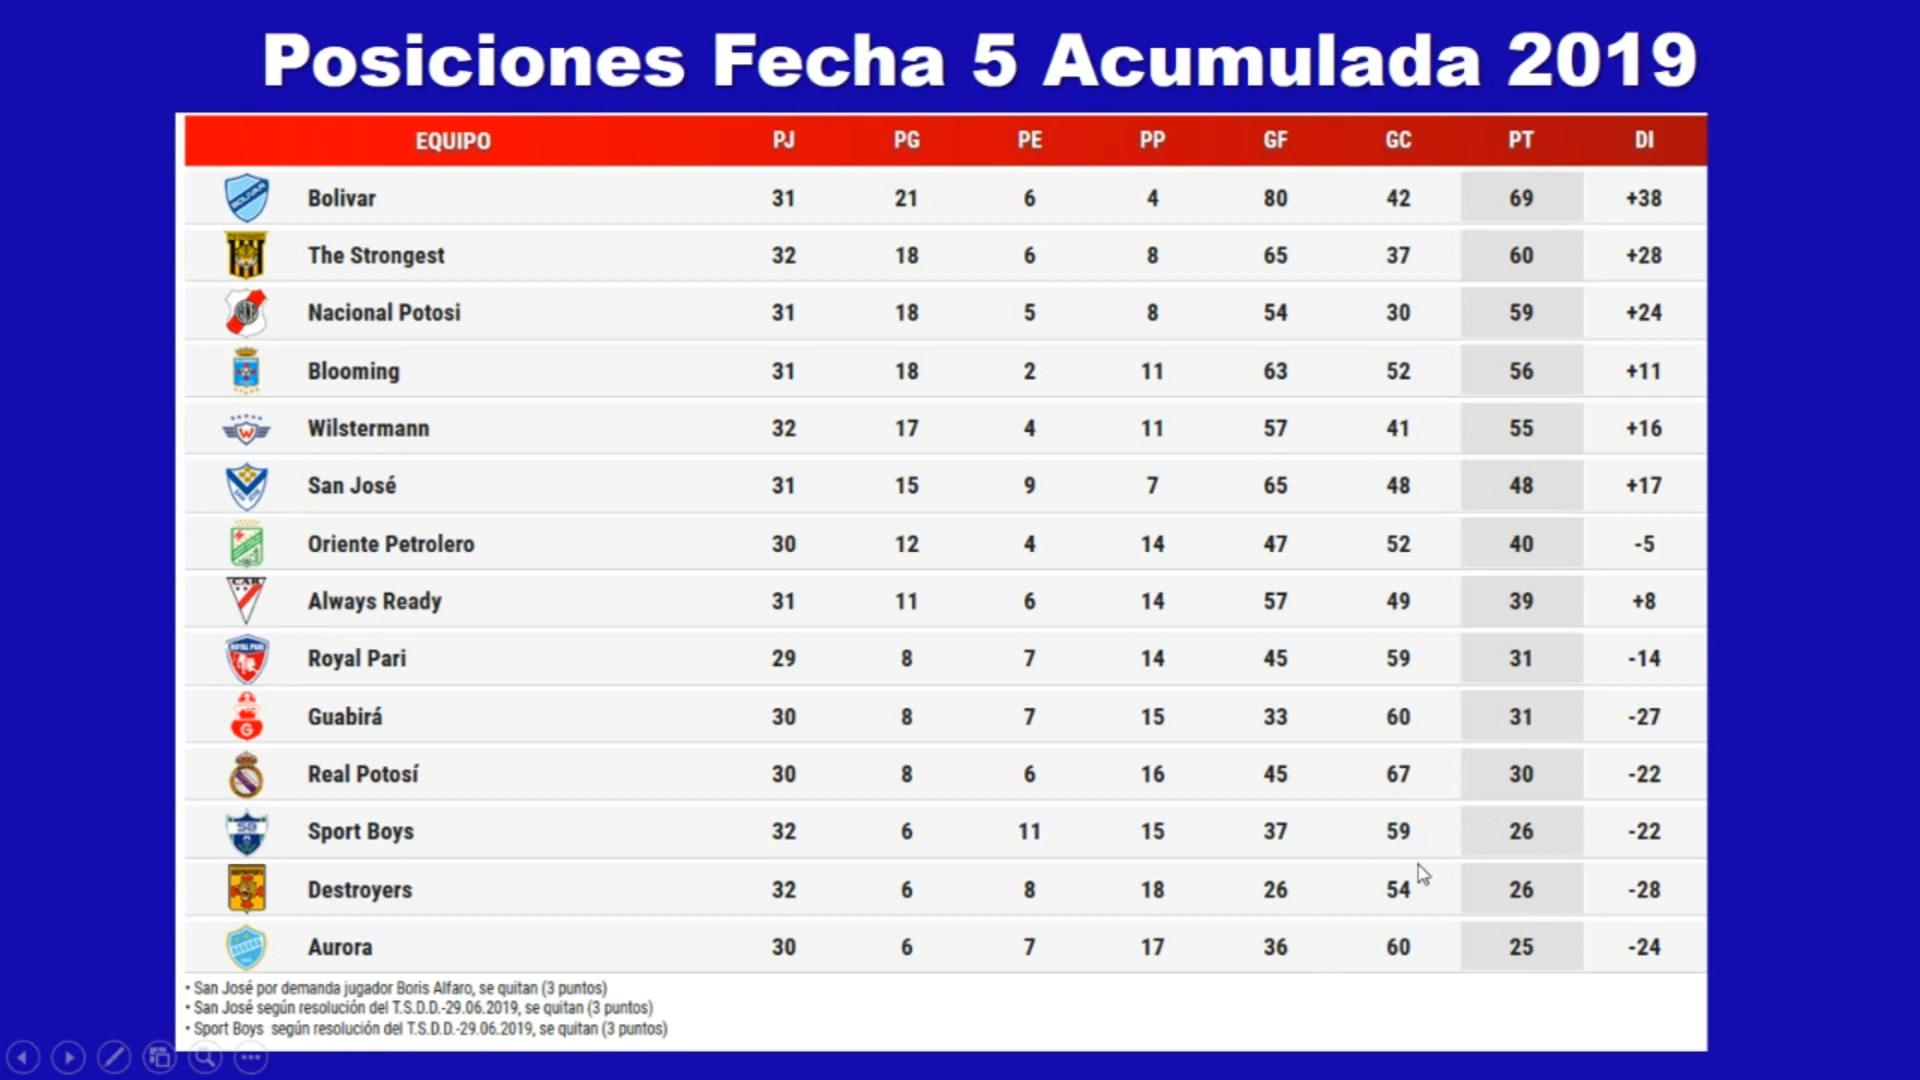 Posiciones Fecha 5 Acumulada 2019
EQUIPO PJ PG PE PP GF GC PT DI
BOLIVAR Bolivar 31 21 6 4 80 42 69 +38
The Strongest 32 18 6 8 65 37 60 +28
Nacional Potosi 31 18 5 8 54 30 59 +24
Blooming 31 18 2 11 63 52 56 +11
W Wilstermann 32 17 4 11 57 41 55 +16
San José 31 15 9 7 65 48 48 +17
Oriente Petrolero 30 12 4 14 47 52 40 -5
CAR Always Ready 31 11 6 14 57 49 39 +8
ROYAL PARI Royal Pari 29 8 7 14 45 59 31 -14
G Guabirá 30 8 7 15 33 60 31 -27
Real Potosí 30 8 6 16 45 67 30 -22
SB Sport Boys 32 6 11 15 37 59 26 -22
Destroyers 32 6 8 18 26 54 26 -28
Aurora 30 6 7 17 36 60 25 -24
• San José por demanda jugador Boris Alfaro, se quitan (3 puntos)
• San José según resolución del T.S.D.D.-29.06.2019, se quitan (3 puntos)
• Sport Boys según resolución del T.S.D.D.-29.06.2019, se quitan (3 puntos)